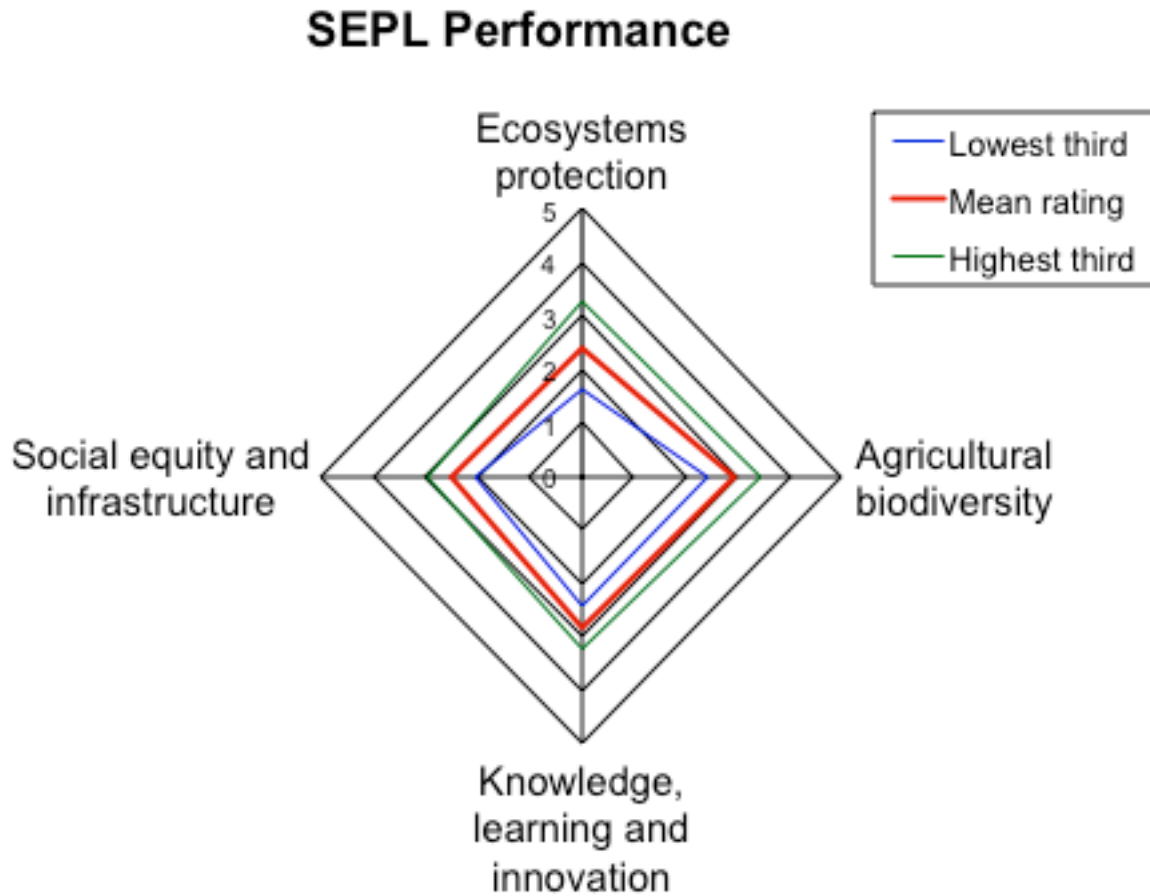 SEPL Performance
Ecosystems
protection
Lowest third
Mean rating
Highest third
5
4
3
2
1
0
Social equity and
infrastructure
Agricultural
biodiversity
Knowledge,
learning and
innovation